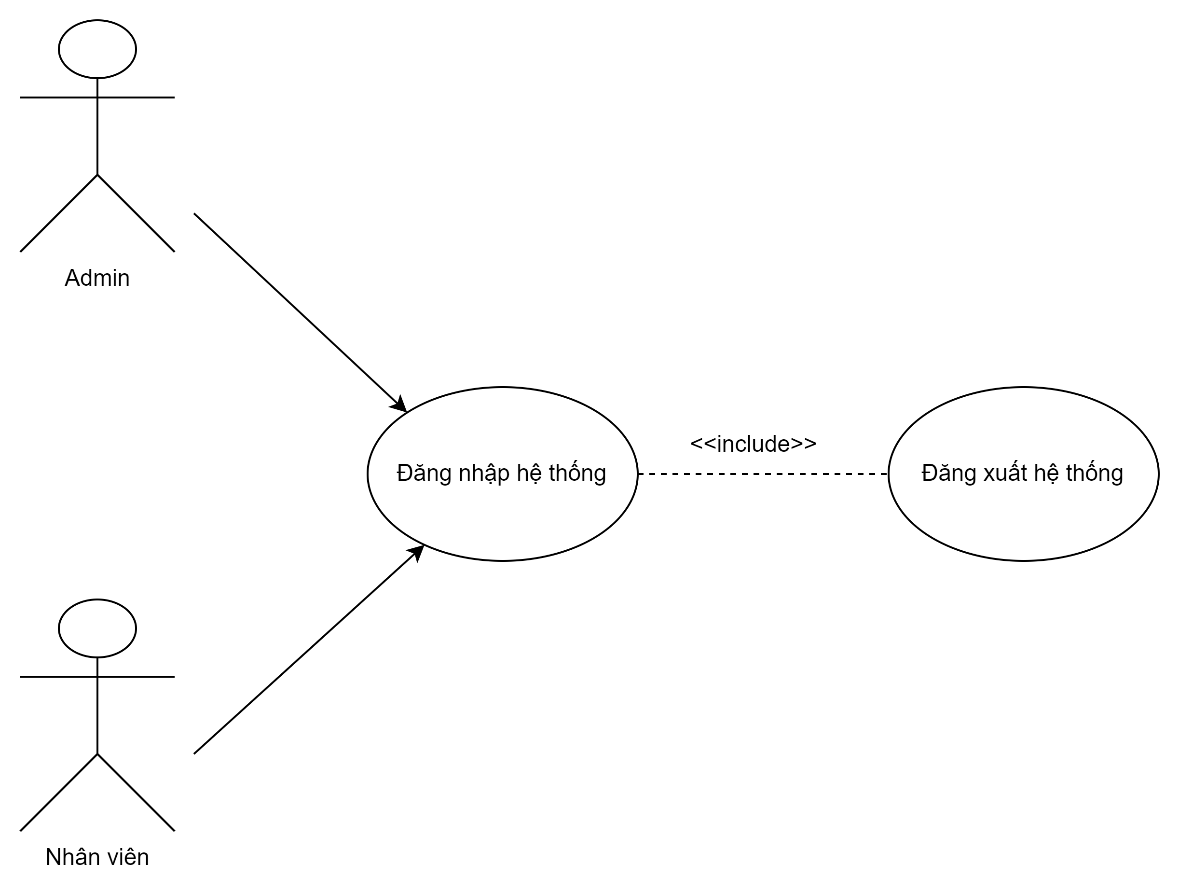 Admin
<<include>>
Đăng nhập hệ thống
Đăng xuất hệ thống
Nhân viên